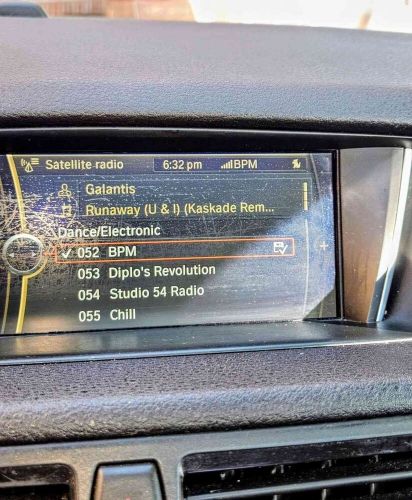 Satellite radio 6:32 pm BPM
Galantis
Runaway (U & I) (Kaskade Rem...
Dance/Electronic
052 BPM
053 Diplo's Revolution
054 Studio 54 Radio
055 Chill